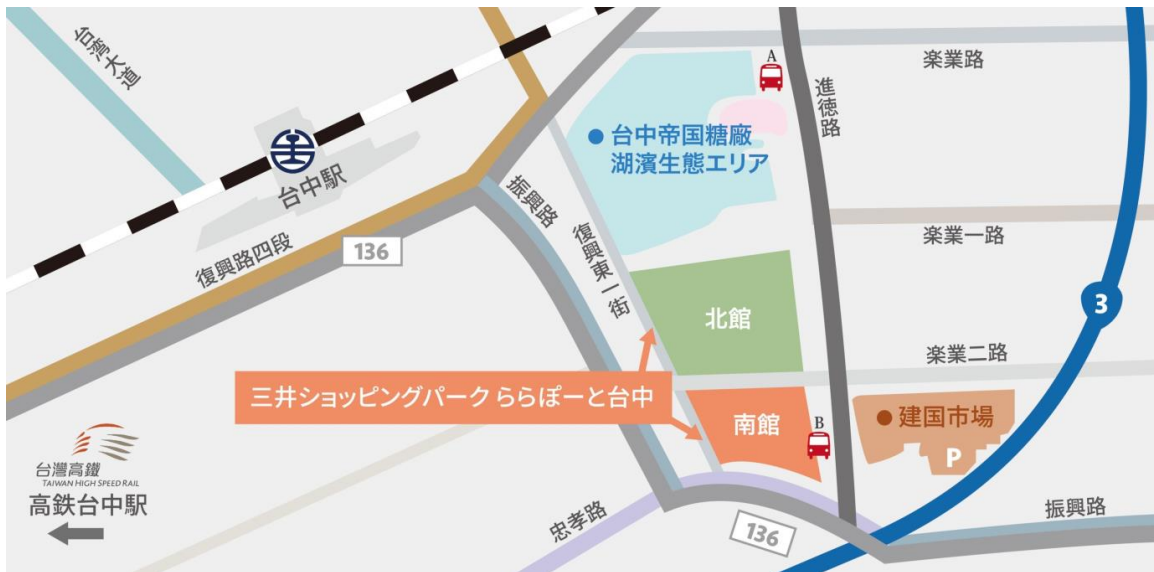 台湾大道
A
楽業路
進徳路
台中帝国糖廠
湖濱生態エリア
台中駅
振興路
復興路四段
136
復興東一街
楽業一路
3
北館
楽業二路
三井ショッピングパーク ららぽーと台中
南館
B
建国市場
P
台灣高鐵
TAIWAN HIGH SPEED RAIL
高鉄台中駅
忠孝路
136
振興路